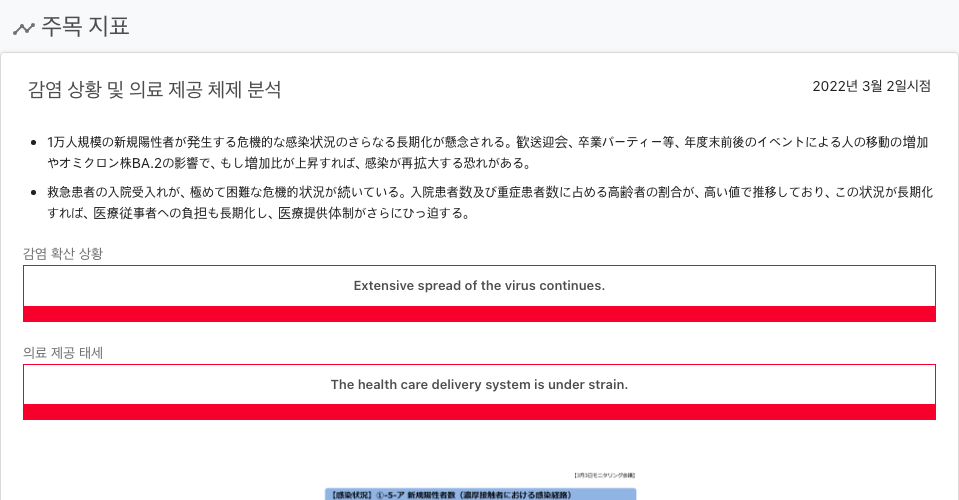 주목 지표
감염 상황 및 의료 제공 체제 분석
2022년 3월 2일시점
1万人規模の新規陽性者が発生する危機的な感染状況のさらなる長期化が懸念される。歓送迎会、卒業パーティー等、年度末前後のイベントによる人の移動の増加
やオミクロン株BA.2の影響で、もし増加比が上昇すれば、感染が再拡大する恐れがある。
救急患者の入院受入れが、極めて困難な危機的状況が続いている。入院患者数及び重症患者数に占める高齢者の割合が、高い値で推移しており、この状況が長期化
すれば、医療従事者への負担も長期化し、医療提供体制がさらにひっ迫する。
감염 확산 상황
Extensive spread of the virus continues.
의료 제공 태세
The health care delivery system is under strain.
【3月3日モニタリング会議】
【感染状況】①-5-ア 新規陽性者数（濃厚接触者における感染経路）